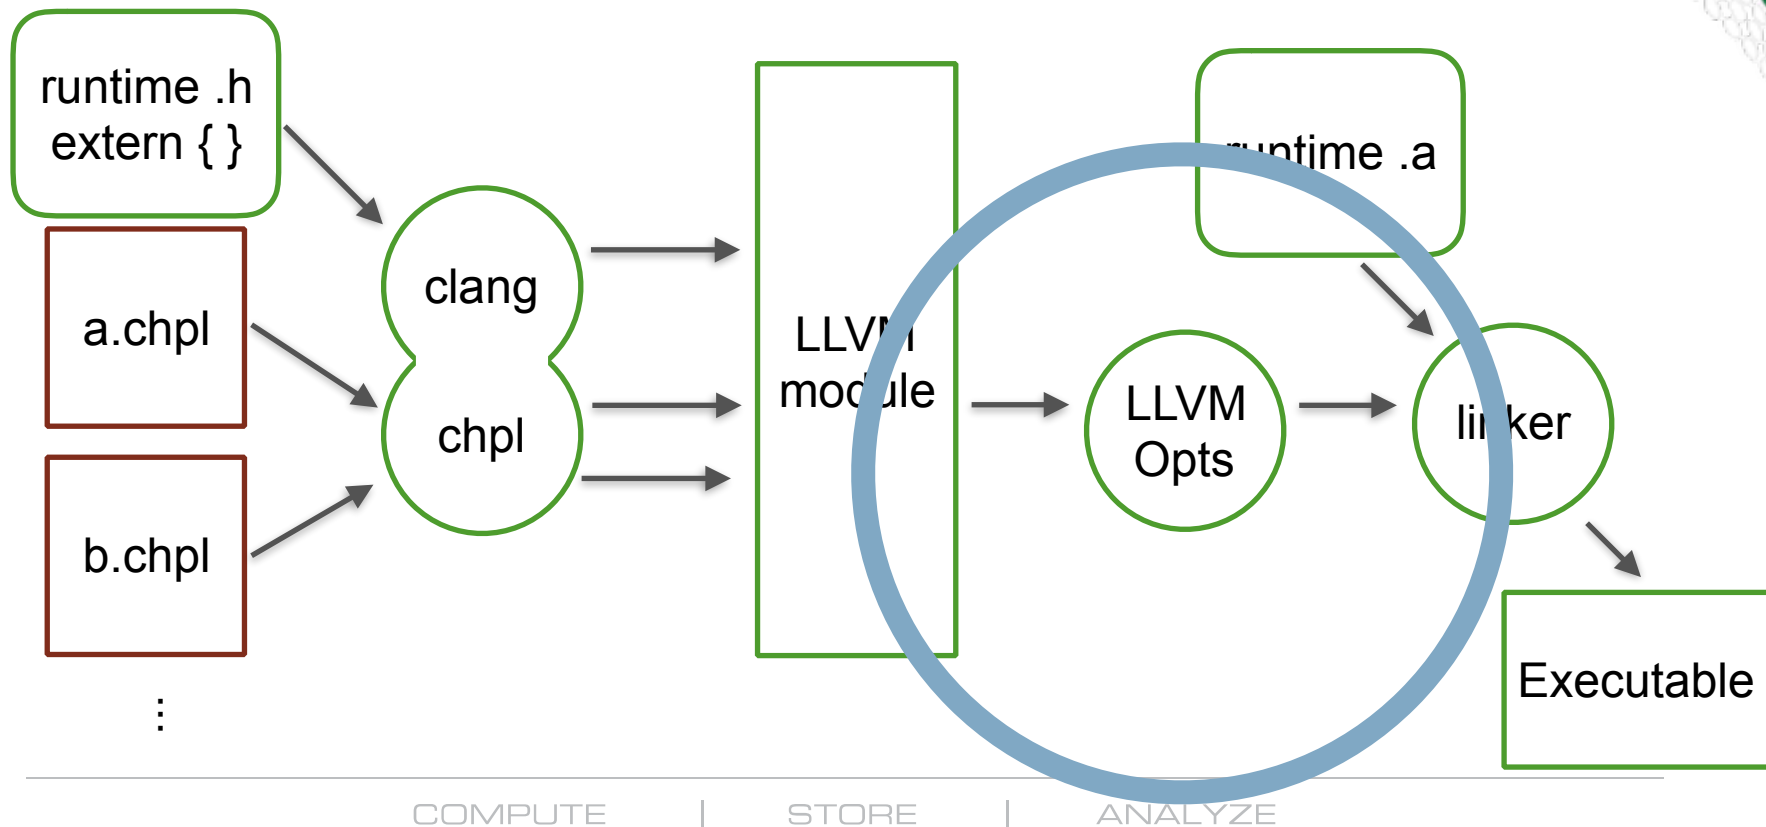 runtime .h
extern { }
a.chpl
b.chpl
⋮
clang
chpl
LLVM
module
runtime .a
LLVM
Opts
linker
Executable
COMPUTE | STORE | ANALYZE